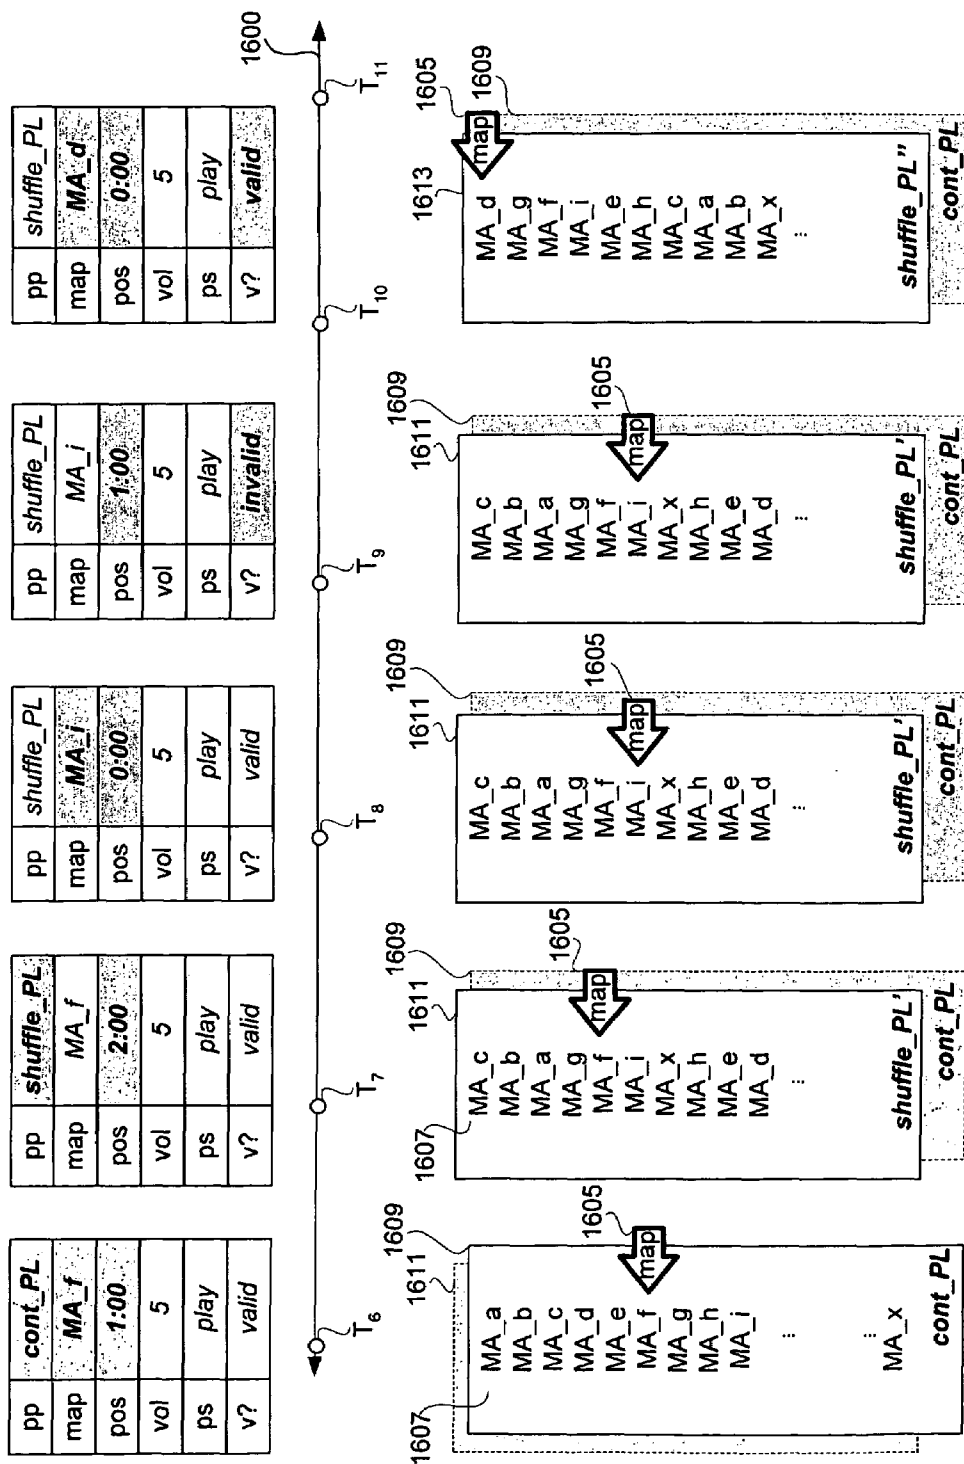 pp cont_PL
map MA_f
pos 1:00
vol 5
ps play
v? valid
pp shuffle_PL
map MA_f
pos 2:00
vol 5
ps play
v? valid
pp shuffle_PL
map MA_i
pos 0:00
vol 5
ps play
v? valid
pp shuffle_PL
map MA_i
pos 1:00
vol 5
ps play
v? invalid
pp shuffle_PL
map MA_d
pos 0:00
vol 5
ps play
v? valid
1600
T6
T7
T8
T9
T10
T11
1607
1611
1609
1605
map
MA_a
MA_b
MA_c
MA_d
MA_e
MA_f
MA_g
MA_h
MA_i
...
... MA_x
cont_PL
1607
1611
1609
1605
map
MA_c
MA_b
MA_a
MA_g
MA_f
MA_i
MA_x
MA_h
MA_e
MA_d
...
shuffle_PL'
cont_PL
1611
1609
1605
map
MA_c
MA_b
MA_a
MA_g
MA_f
MA_i
MA_x
MA_h
MA_e
MA_d
...
shuffle_PL'
cont_PL
1611
1609
1605
map
MA_c
MA_b
MA_a
MA_g
MA_f
MA_i
MA_x
MA_h
MA_e
MA_d
...
shuffle_PL'
cont_PL
1613
1605
1609
map
MA_d
MA_g
MA_f
MA_i
MA_e
MA_h
MA_c
MA_a
MA_b
MA_x
...
shuffle_PL"
cont_PL